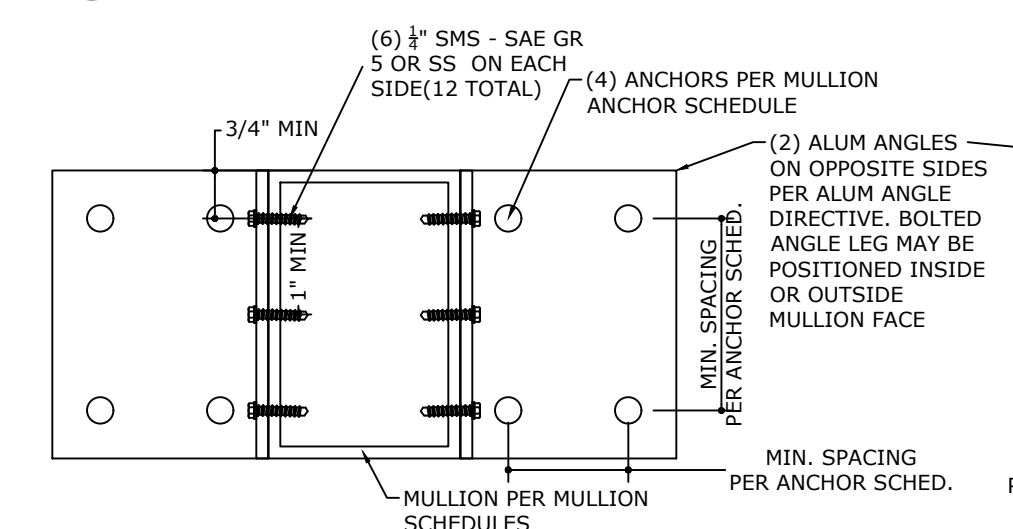 (6) 1/4" SMS - SAE GR
5 OR SS ON EACH
SIDE(12 TOTAL)
(4) ANCHORS PER MULLION
ANCHOR SCHEDULE
3/4" MIN
(2) ALUM ANGLES
ON OPPOSITE SIDES
PER ALUM ANGLE
DIRECTIVE. BOLTED
ANGLE LEG MAY BE
POSITIONED INSIDE
OR OUTSIDE
MULLION FACE
1" MIN
MIN. SPACING
PER ANCHOR SCHED.
MIN. SPACING
PER ANCHOR SCHED.
MULLION PER MULLION
SCHEDULES